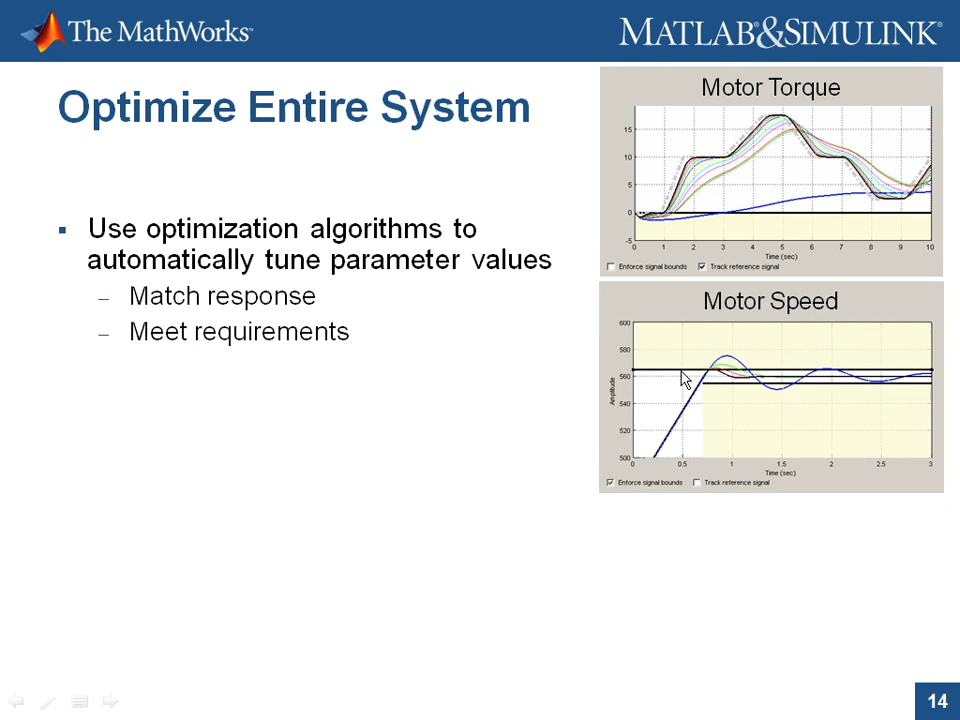 The MathWorks™
MATLAB®&SIMULINK®
Optimize Entire System
Use optimization algorithms to
automatically tune parameter values
– Match response
– Meet requirements
Motor Torque
15
10
5
0
-5
0 1 2 3 4 5 6 7 8 9 10
Time (sec)
Enforce signal bounds Track reference signal
Motor Speed
600
580
560
540
520
500
Amplitude
0 0.5 1 1.5 2 2.5 3
Time (sec)
Enforce signal bounds Track reference signal
14